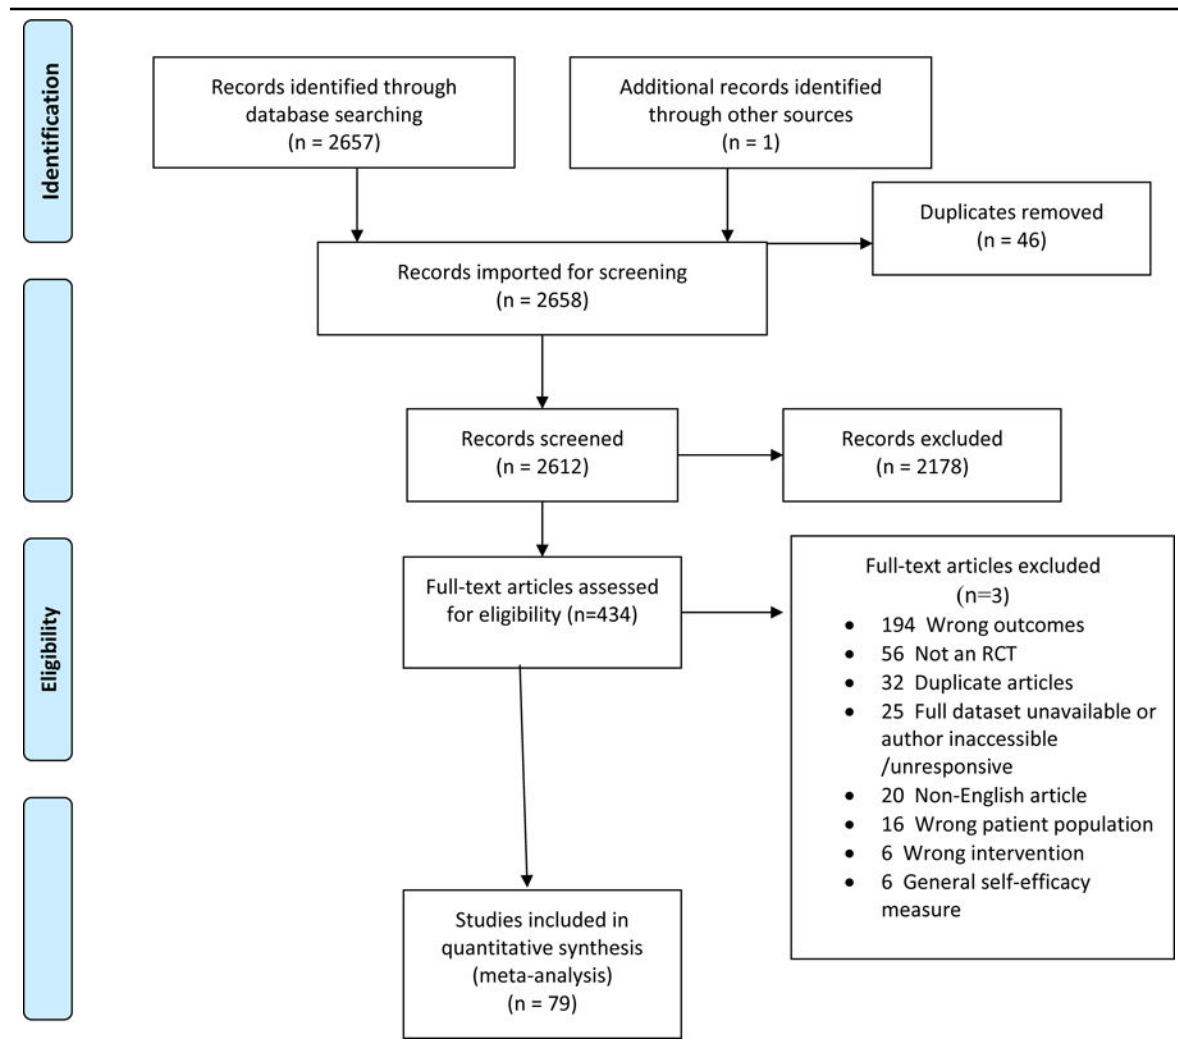 Identification
Records identified through
database searching
(n = 2657)
Additional records identified
through other sources
(n = 1)
Duplicates removed
(n = 46)
Records imported for screening
(n = 2658)
Records screened
(n = 2612)
Records excluded
(n = 2178)
Eligibility
Full-text articles assessed
for eligibility (n=434)
Full-text articles excluded
(n=3)
• 194 Wrong outcomes
• 56 Not an RCT
• 32 Duplicate articles
• 25 Full dataset unavailable or
author inaccessible
/unresponsive
• 20 Non-English article
• 16 Wrong patient population
• 6 Wrong intervention
• 6 General self-efficacy
measure
Studies included in
quantitative synthesis
(meta-analysis)
(n = 79)